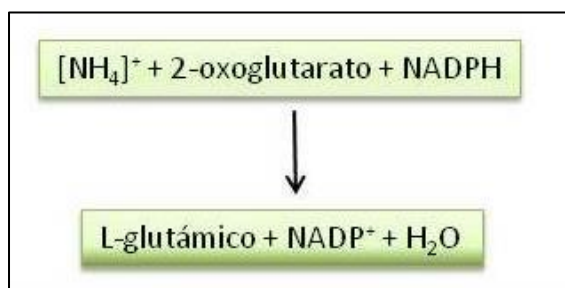 [NH₄]⁺ + 2-oxoglutarato + NADPH
L-glutámico + NADP⁺ + H₂O